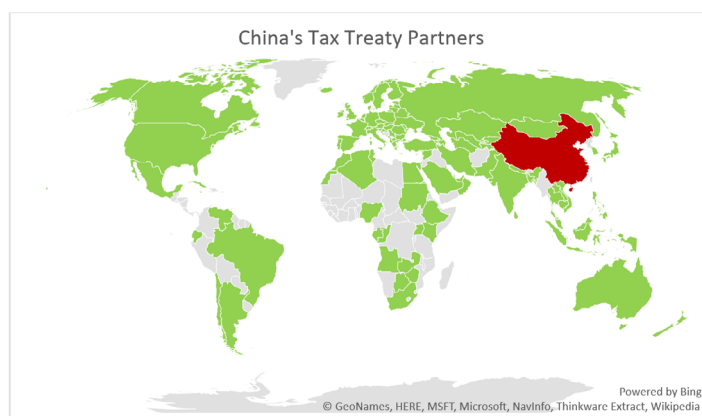 China's Tax Treaty Partners
Powered by Bing
© GeoNames, HERE, MSFT, Microsoft, NavInfo, Thinkware Extract, Wikipedia